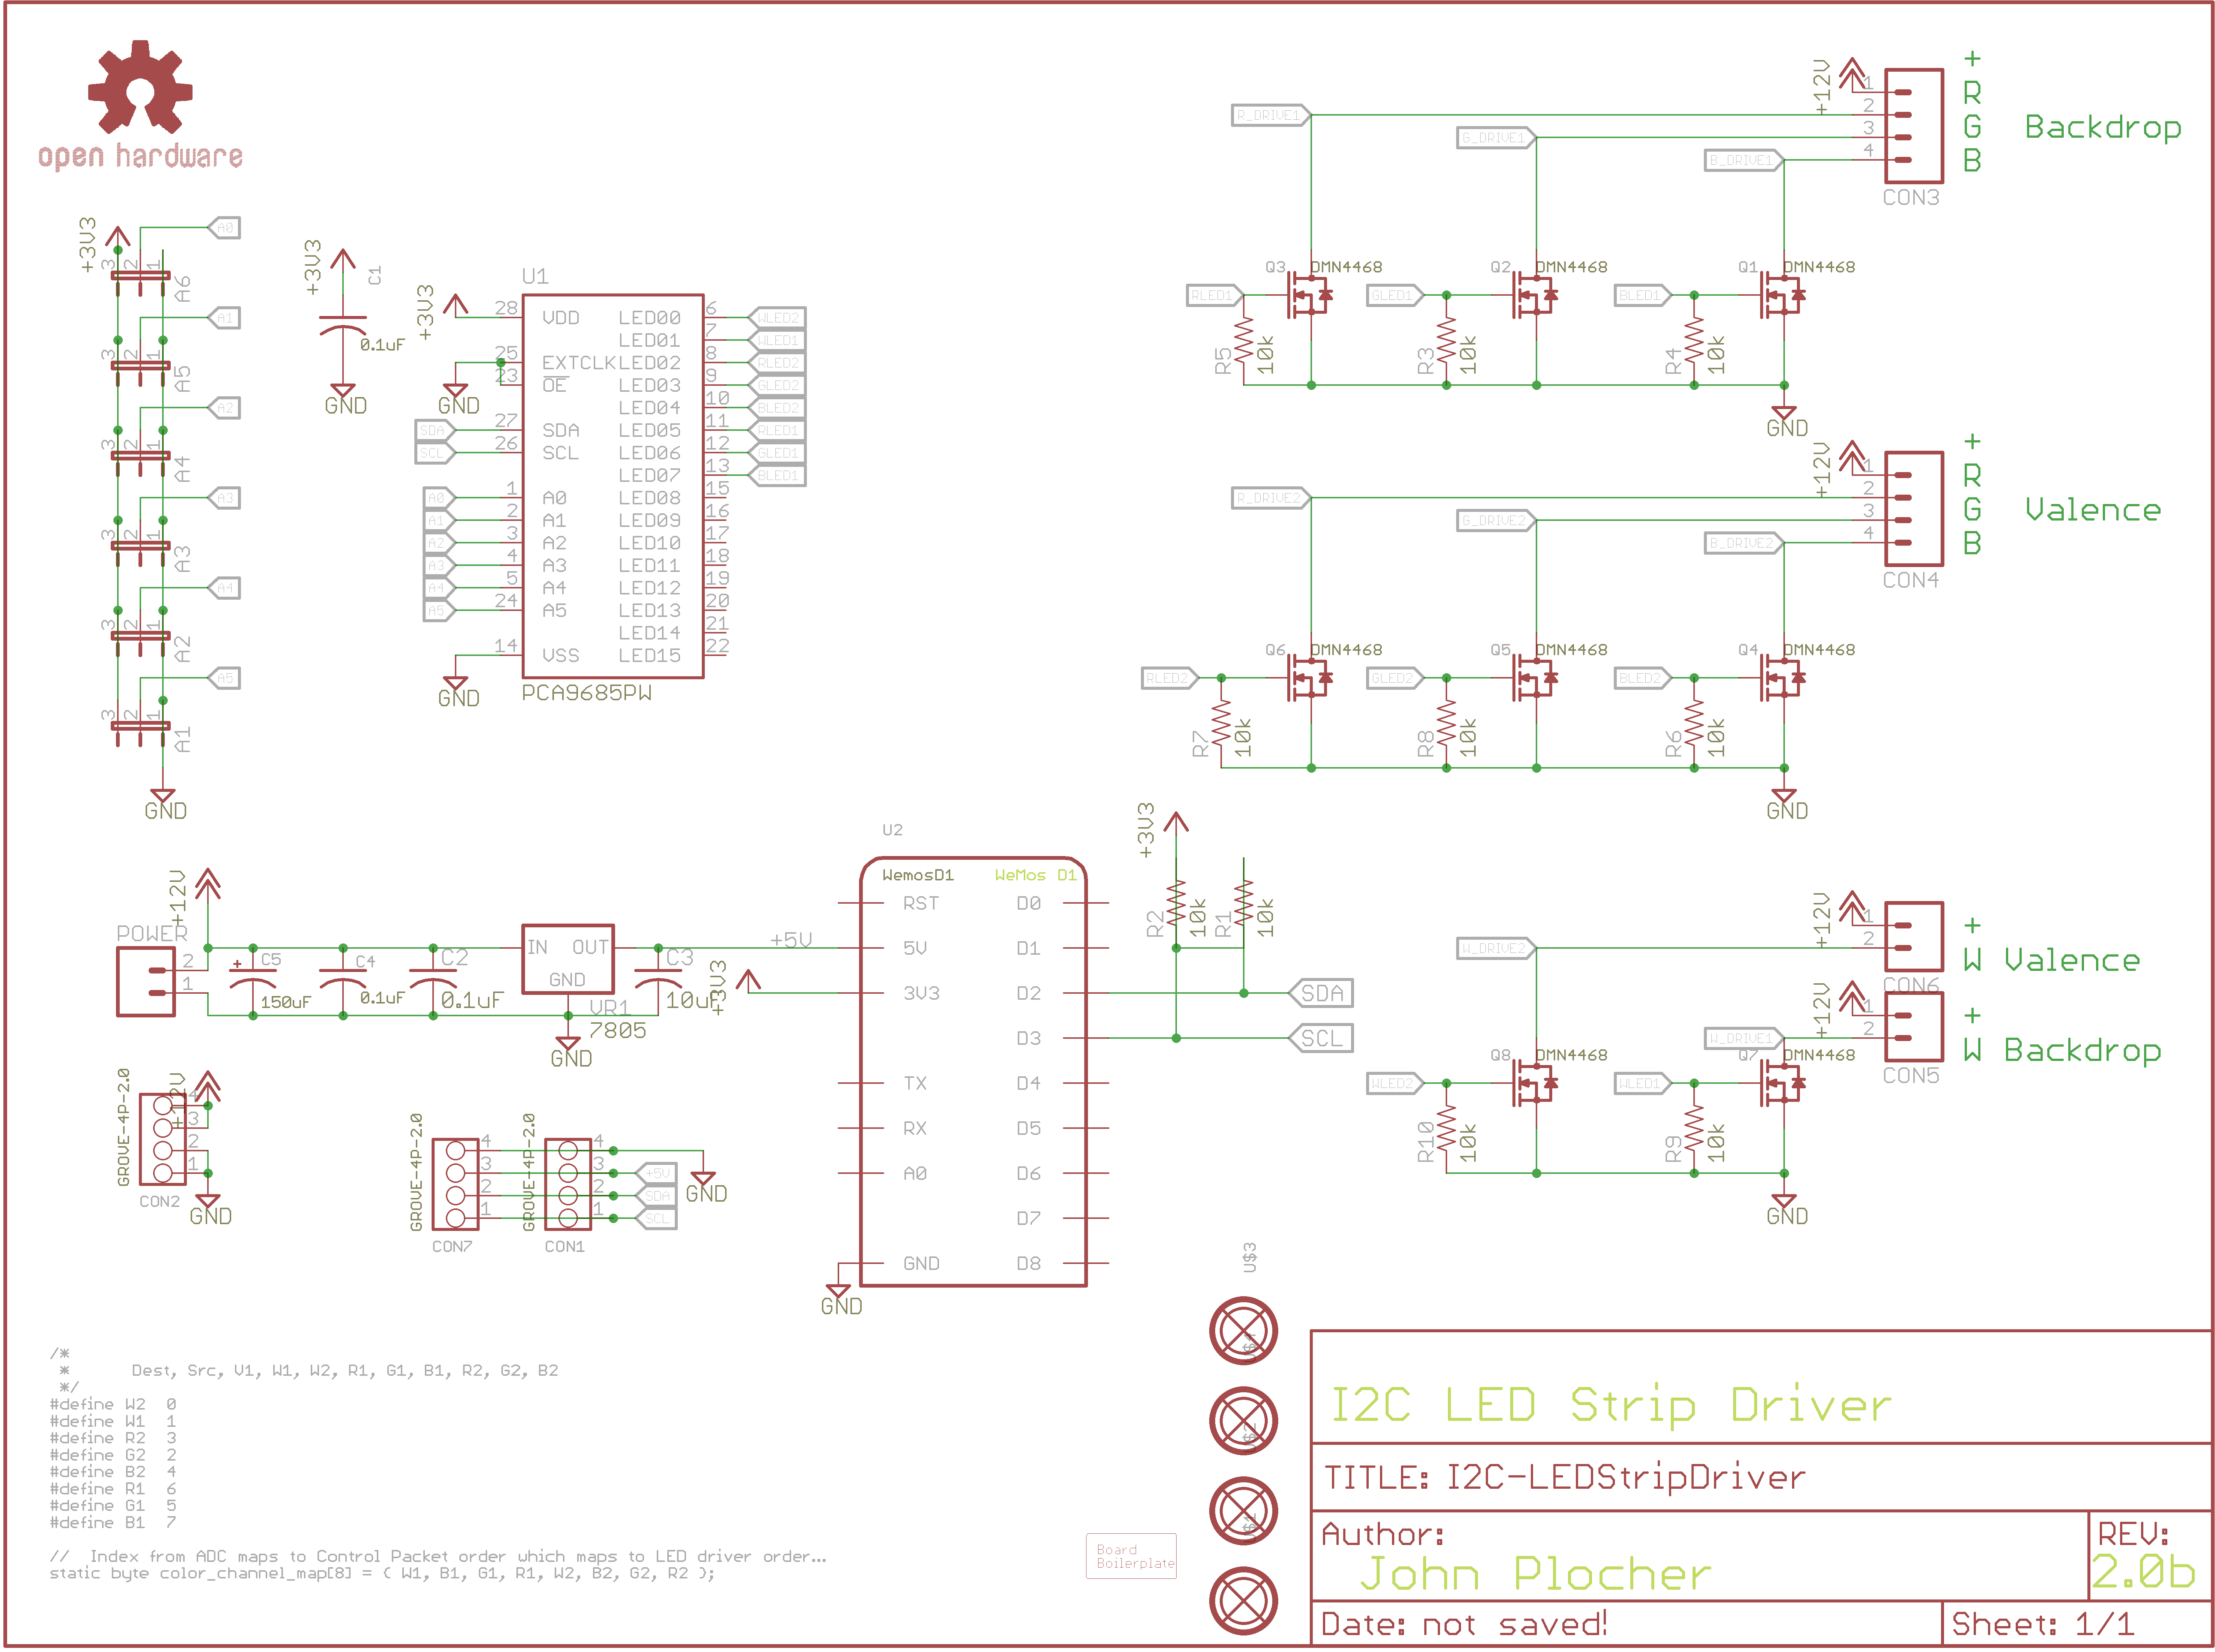 open hardware
+3V3
A0
3 2 1
A6
A1
3 2 1
A5
A2
3 2 1
A4
A3
3 2 1
A3
A4
3 2 1
A2
A5
3 2 1
A1
GND
+3V3
C1
0.1uF
GND
U1
+3V3
28 VDD LED00 6 WLED2
LED01 7 WLED1
25 EXTCLK LED02 8 RLED2
23 OE LED03 9 GLED2
GND
LED04 10 BLED2
SDA 27 SDA LED05 11 RLED1
SCL 26 SCL LED06 12 GLED1
LED07 13 BLED1
A0 1 A0 LED08 15
A1 2 A1 LED09 16
A2 3 A2 LED10 17
A3 4 A3 LED11 18
A4 5 A4 LED12 19
A5 24 A5 LED13 20
LED14 21
14 VSS LED15 22
GND
PCA9685PW
R_DRIVE1
G_DRIVE1
B_DRIVE1
+12V
1
2
3
4
CON3
+
R
G Backdrop
B
Q3 DMN4468
Q2 DMN4468
Q1 DMN4468
RLED1
GLED1
BLED1
R5 10k
R3 10k
R4 10k
GND
R_DRIVE2
G_DRIVE2
B_DRIVE2
+12V
1
2
3
4
CON4
+
R
G Valence
B
Q6 DMN4468
Q5 DMN4468
Q4 DMN4468
RLED2
GLED2
BLED2
R7 10k
R8 10k
R6 10k
GND
+12V
POWER
2
1
C5
150uF
C4
0.1uF
C2
0.1uF
IN OUT
GND
VR1
7805
GND
C3
10uF
+5V
+3V3
U2
WemosD1 WeMos D1
RST D0
5V D1
3V3 D2
D3
TX D4
RX D5
A0 D6
D7
GND D8
GND
+3V3
R2 10k
R1 10k
SDA
SCL
W_DRIVE2
W_DRIVE1
+12V
1
2
CON6
+
W Valence
+12V
1
2
CON5
+
W Backdrop
Q8 DMN4468
Q7 DMN4468
WLED2
WLED1
R10 10k
R9 10k
GND
GROVE-4P-2.0
+12V
4
3
2
1
CON2
GND
GROVE-4P-2.0
4
3
2
1
CON7
GROVE-4P-2.0
4
3
2
1
CON1
+5V
SDA
SCL
GND
U$3
/*
* Dest, Src, V1, W1, W2, R1, G1, B1, R2, G2, B2
*/
#define W2 0
#define W1 1
#define R2 3
#define G2 2
#define B2 4
#define R1 6
#define G1 5
#define B1 7
// Index from ADC maps to Control Packet order which maps to LED driver order...
static byte color_channel_map[8] = { W1, B1, G1, R1, W2, B2, G2, R2 };
Board
Boilerplate
I2C LED Strip Driver
TITLE: I2C-LEDStripDriver
Author:
John Plocher
REV:
2.0b
Date: not saved!
Sheet: 1/1